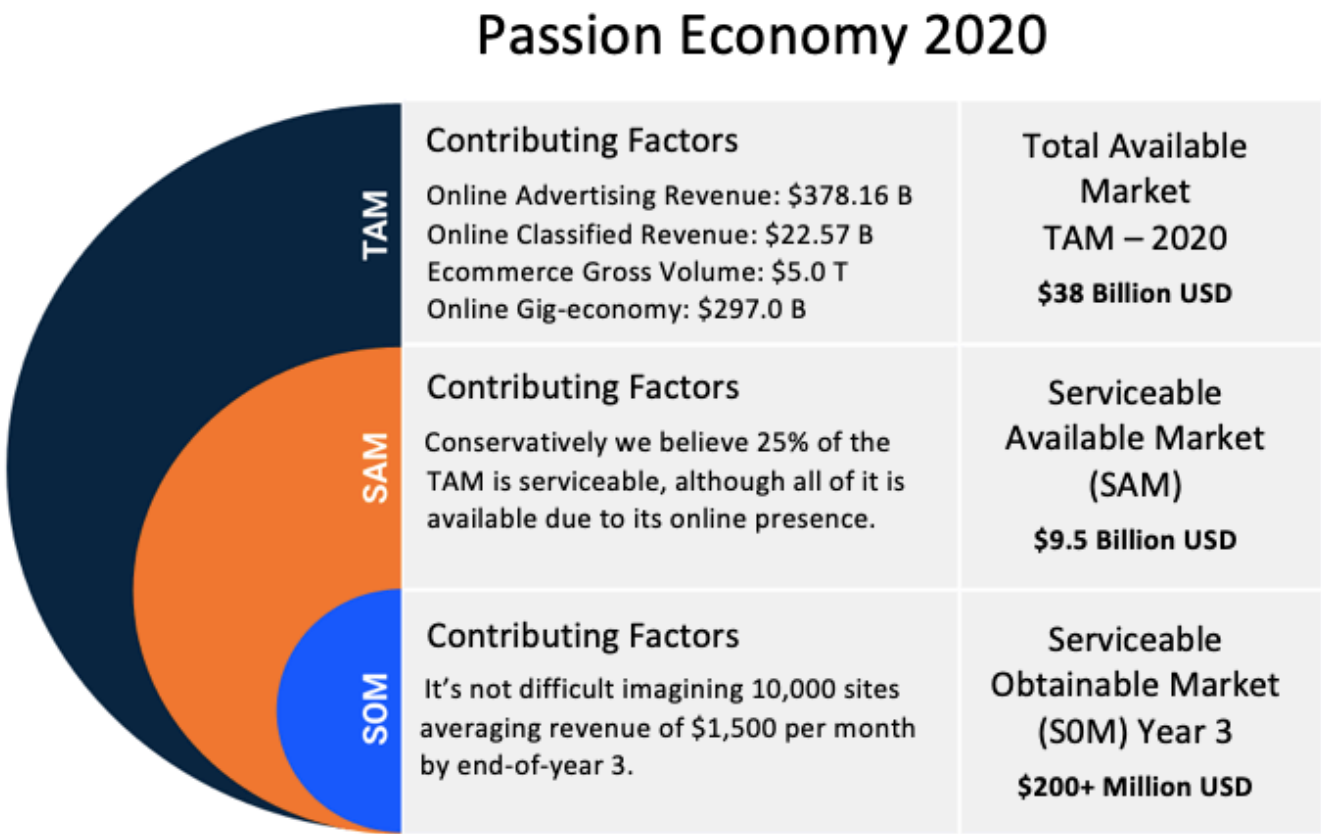 Passion Economy 2020
TAM
Contributing Factors
Online Advertising Revenue: $378.16 B
Online Classified Revenue: $22.57 B
Ecommerce Gross Volume: $5.0 T
Online Gig-economy: $297.0 B
Total Available
Market
TAM – 2020
$38 Billion USD
SAM
Contributing Factors
Conservatively we believe 25% of the
TAM is serviceable, although all of it is
available due to its online presence.
Serviceable
Available Market
(SAM)
$9.5 Billion USD
SOM
Contributing Factors
It’s not difficult imagining 10,000 sites
averaging revenue of $1,500 per month
by end-of-year 3.
Serviceable
Obtainable Market
(S0M) Year 3
$200+ Million USD